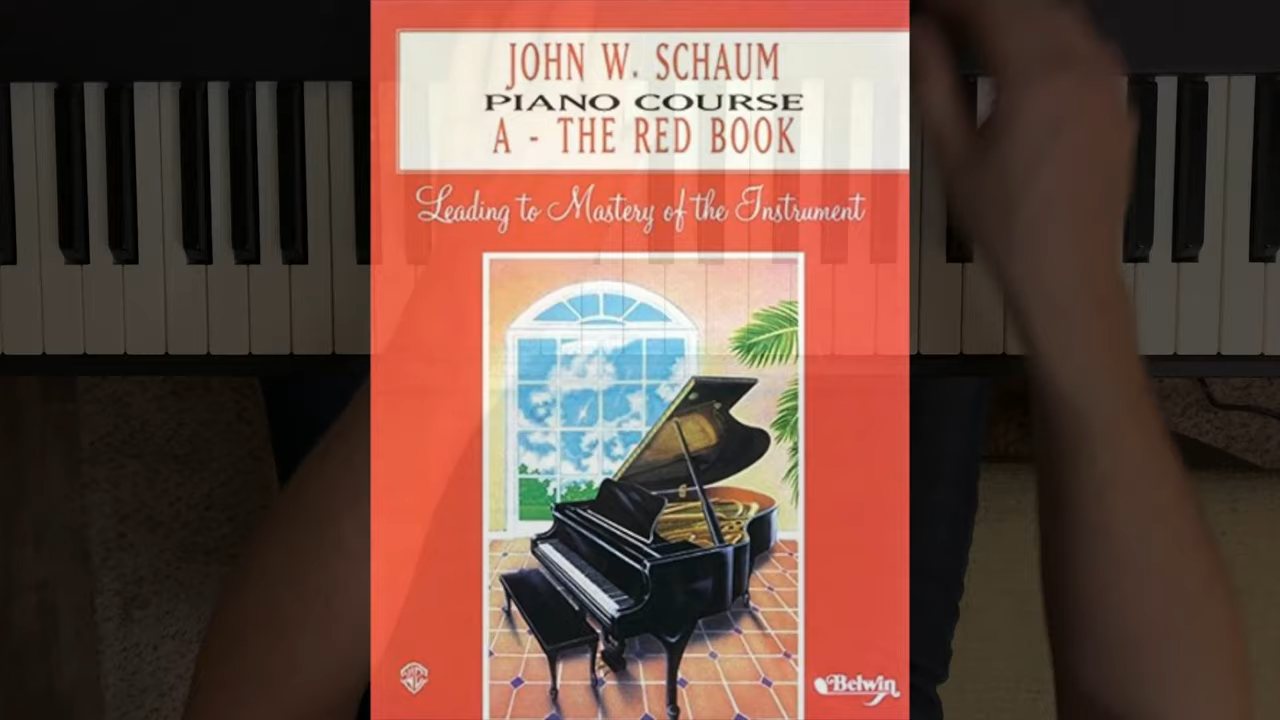 JOHN W. SCHAUM
PIANO COURSE
A - THE RED BOOK
Leading to Mastery of the Instrument
Belwin